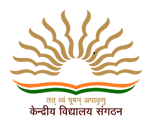 तत् त्वं पूषन् अपावृणु
केन्द्रीय विद्यालय संगठन